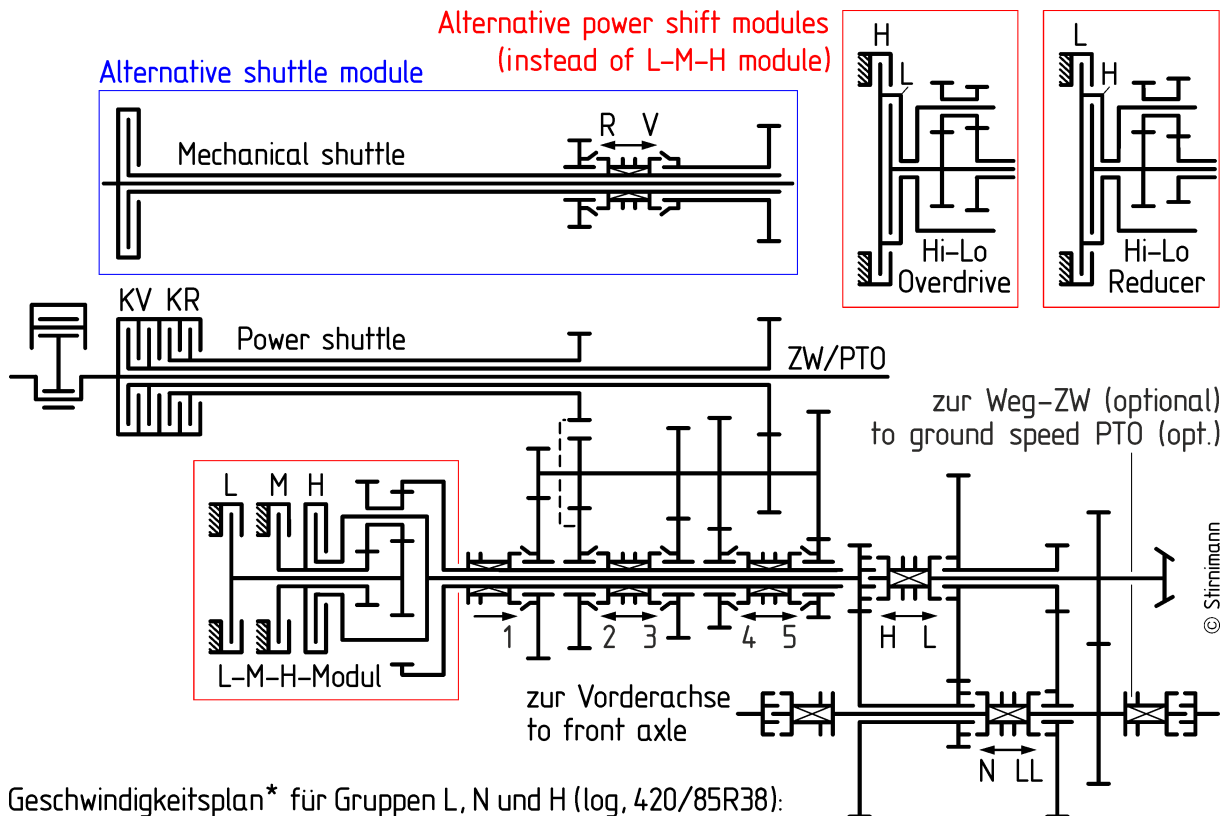 Alternative power shift modules
(instead of L-M-H module)
Alternative shuttle module
H
L
L
H
R V
Mechanical shuttle
Hi-Lo
Overdrive
Hi-Lo
Reducer
KV KR
Power shuttle
ZW/PTO
zur Weg-ZW (optional)
to ground speed PTO (opt.)
L M H
© Stirnimann
1 2 3 4 5
H L
L-M-H-Modul
zur Vorderachse
to front axle
N LL
Geschwindigkeitsplan* für Gruppen L, N und H (log, 420/85R38):